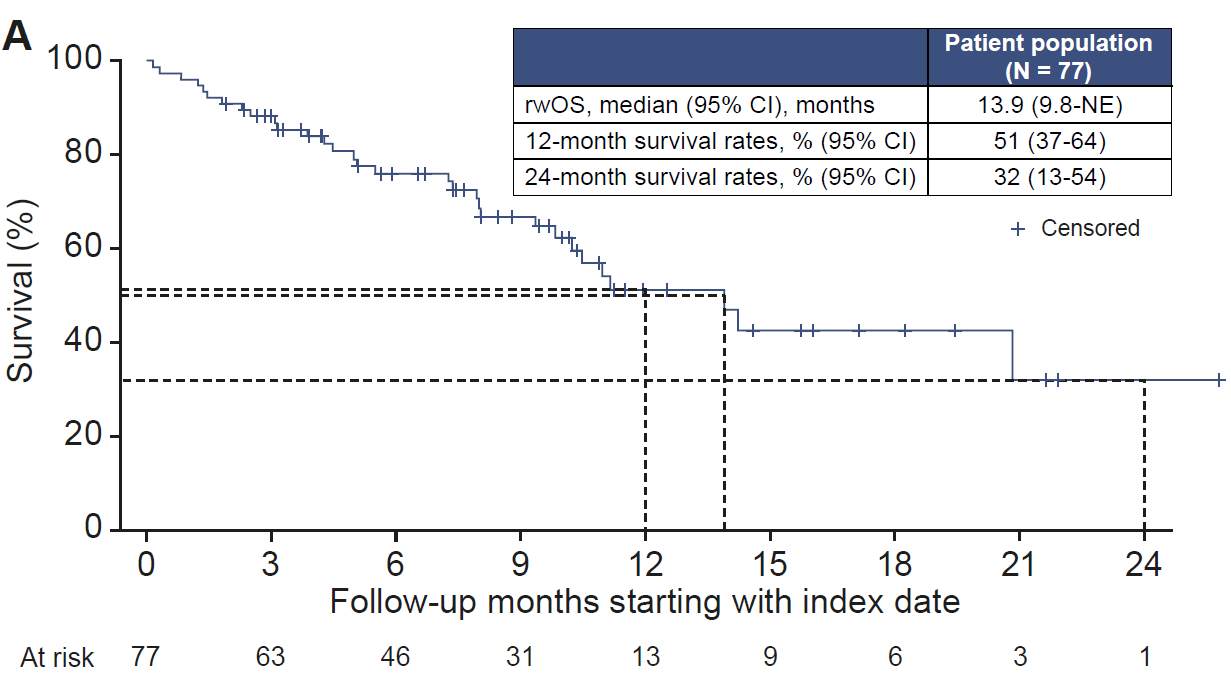 A
Patient population
(N = 77)
rwOS, median (95% CI), months 13.9 (9.8-NE)
12-month survival rates, % (95% CI) 51 (37-64)
24-month survival rates, % (95% CI) 32 (13-54)
Censored
Survival (%)
100
80
60
40
20
0
0 3 6 9 12 15 18 21 24
Follow-up months starting with index date
At risk 77 63 46 31 13 9 6 3 1